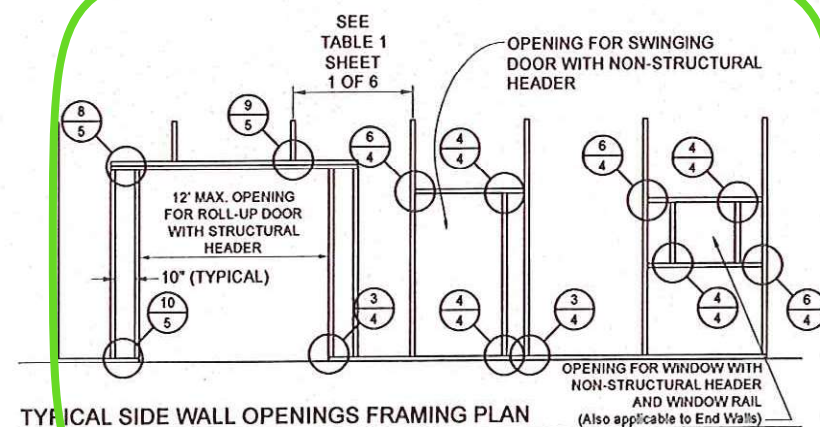 SEE
TABLE 1
SHEET
1 OF 6
OPENING FOR SWINGING
DOOR WITH NON-STRUCTURAL
HEADER
8
5
9
5
6
4
4
4
6
4
4
4
12' MAX. OPENING
FOR ROLL-UP DOOR
WITH STRUCTURAL
HEADER
10" (TYPICAL)
10
5
3
4
4
4
3
4
4
4
6
4
OPENING FOR WINDOW WITH
NON-STRUCTURAL HEADER
AND WINDOW RAIL
(Also applicable to End Walls)
TYPICAL SIDE WALL OPENINGS FRAMING PLAN